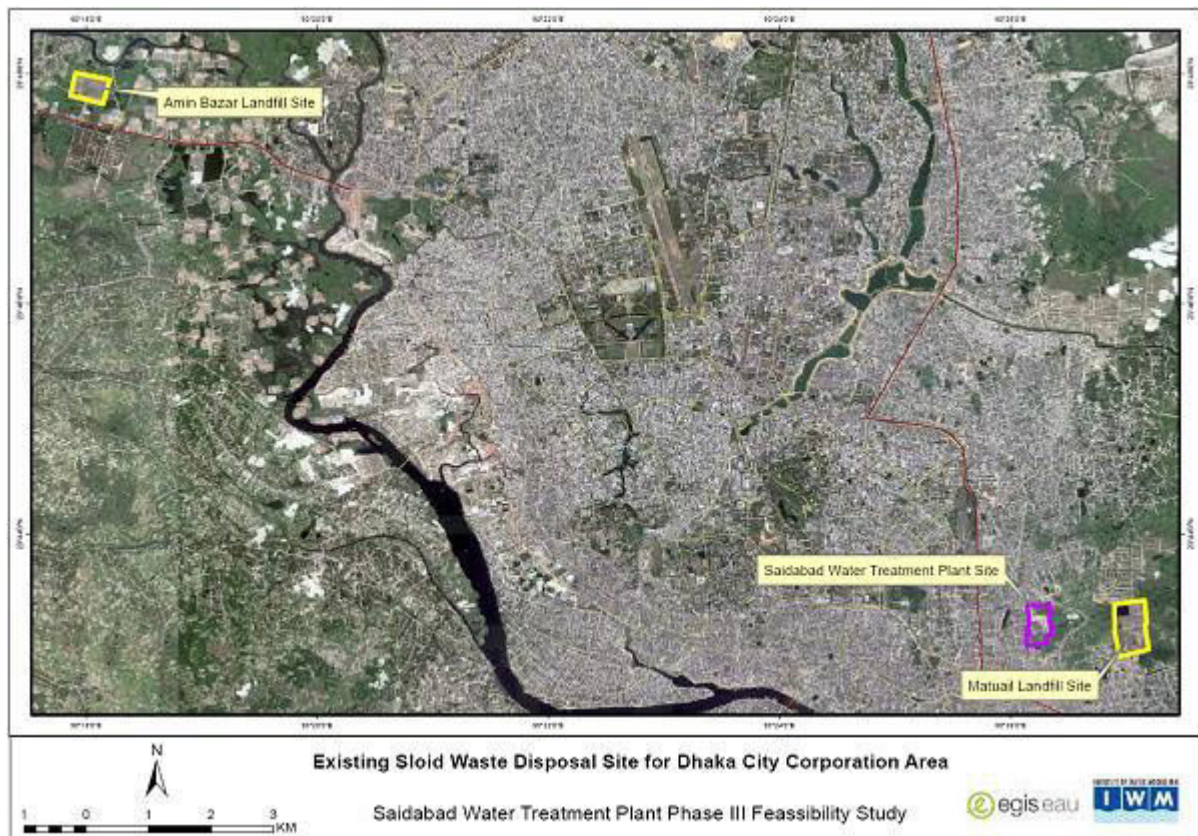 Amin Bazar Landfill Site
Saidabad Water Treatment Plant Site
Matuail Landfill Site
N
Existing Sloid Waste Disposal Site for Dhaka City Corporation Area
Saidabad Water Treatment Plant Phase III Feassibility Study
1 0 1 2 3
KM
egis eau
IWM